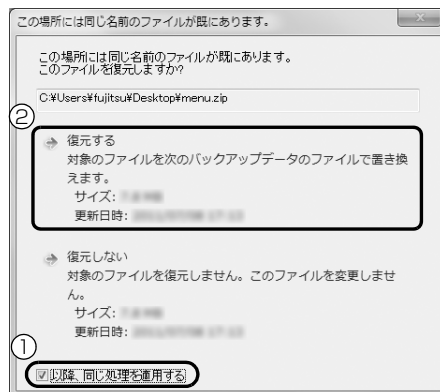 この場所には同じ名前のファイルが既にあります。
この場所には同じ名前のファイルが既にあります。
このファイルを復元しますか?
C:¥Users¥fujitsu¥Desktop¥menu.zip
②
復元する
対象のファイルを次のバックアップデータのファイルで置き換
えます。
サイズ:
更新日時:
復元しない
対象のファイルを復元しません。このファイルを変更しませ
ん。
サイズ:
更新日時:
①
以降、同じ処理を適用する